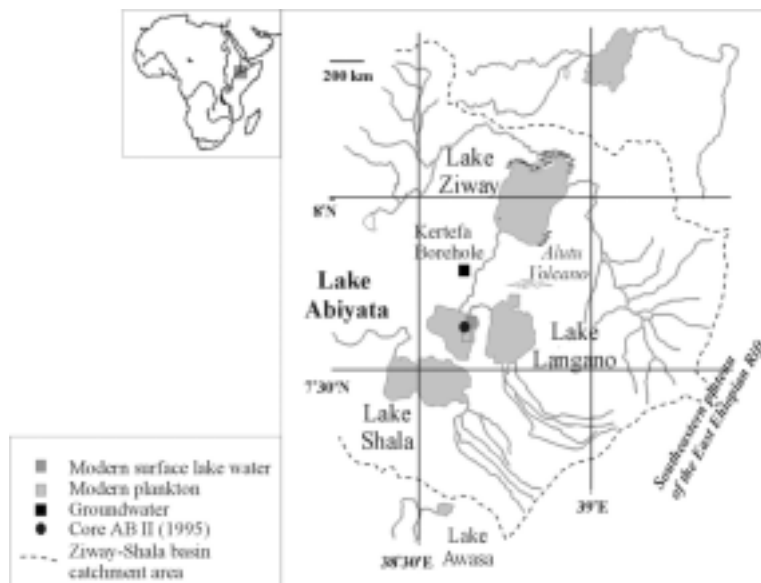 200 km
Lake
Ziway
8°N
Kertefa
Borehole
Alutu
Volcano
Lake
Abiyata
Lake
Langano
7°30'N
Lake
Shala
Southeastern plateau
of the East Ehiopian Rift
Modern surface lake water
Modern plankton
Groundwater
Core AB II (1995)
Ziway-Shala basin
catchment area
39°E
38°30'E
Lake
Awasa